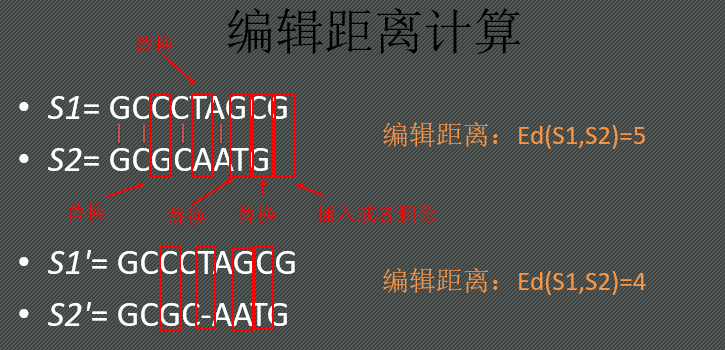 编辑距离计算
替换
• S1= GCCCTAGCG
• S2= GCGCAATG
编辑距离：Ed(S1,S2)=5
替换 替换 替换 插入或者删除
• S1'= GCCCTAGCG
• S2'= GCGC-AATG
编辑距离：Ed(S1,S2)=4